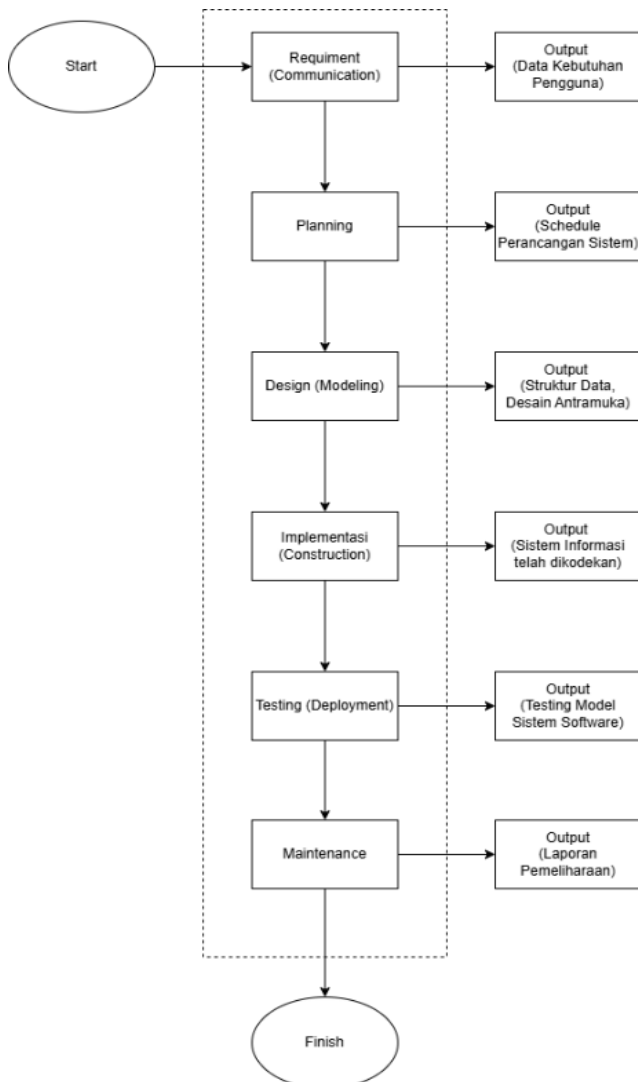 Start
Requiment
(Communication)
Output
(Data Kebutuhan
Pengguna)
Planning
Output
(Schedule
Perancangan Sistem)
Design (Modeling)
Output
(Struktur Data,
Desain Antramuka)
Implementasi
(Construction)
Output
(Sistem Informasi
telah dikodekan)
Testing (Deployment)
Output
(Testing Model
Sistem Software)
Maintenance
Output
(Laporan
Pemeliharaan)
Finish